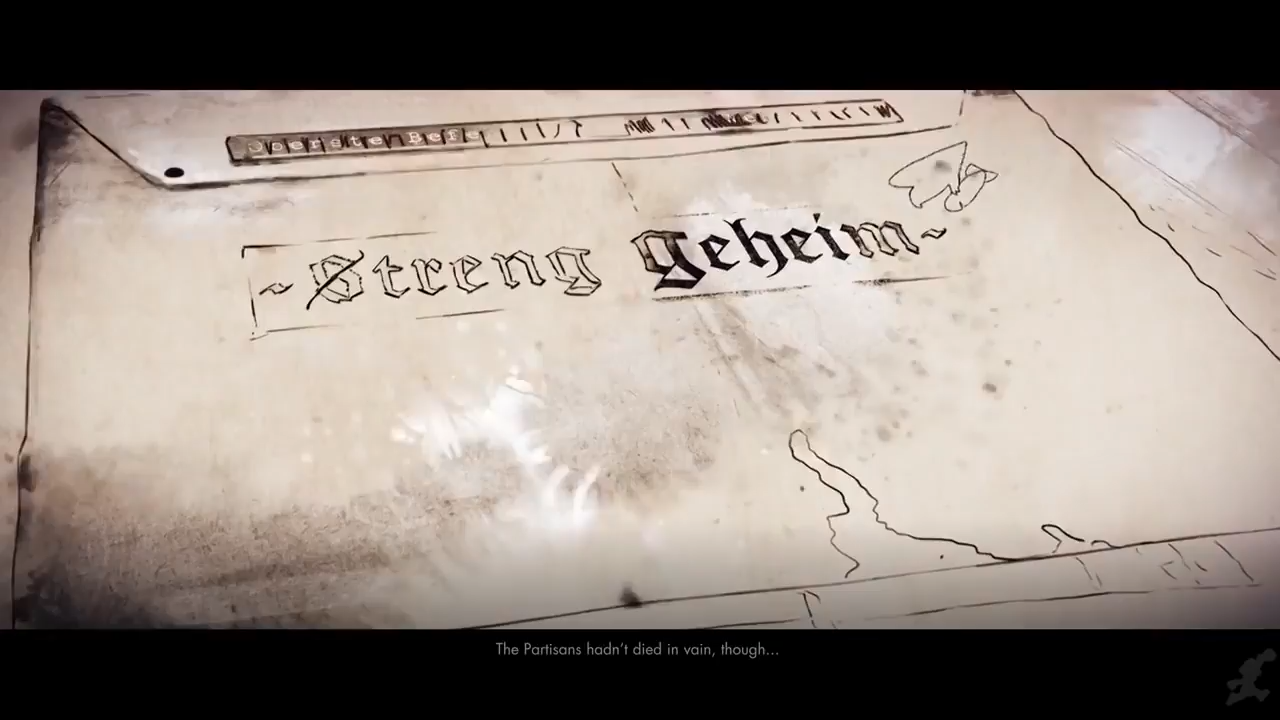 ~Streng Geheim~
The Partisans hadn't died in vain, though...